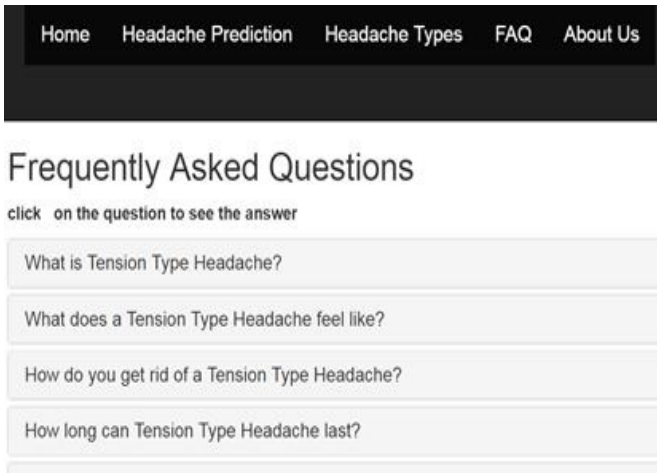 Home Headache Prediction Headache Types FAQ About Us
Frequently Asked Questions
click on the question to see the answer
What is Tension Type Headache?
What does a Tension Type Headache feel like?
How do you get rid of a Tension Type Headache?
How long can Tension Type Headache last?